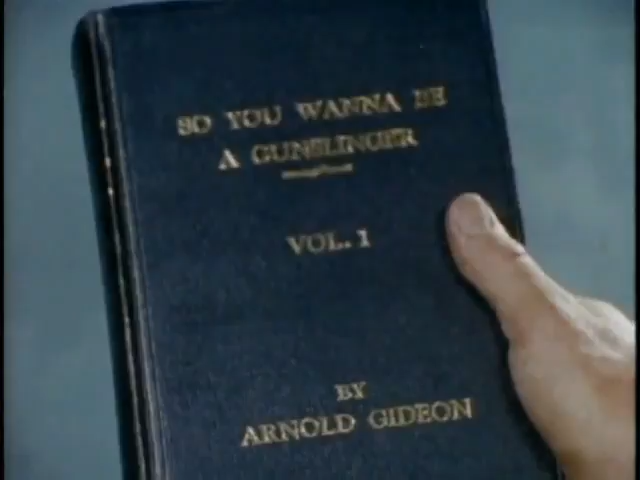 SO YOU WANNA BE
A GUNSLINGER
VOL. 1
BY
ARNOLD GIDEON